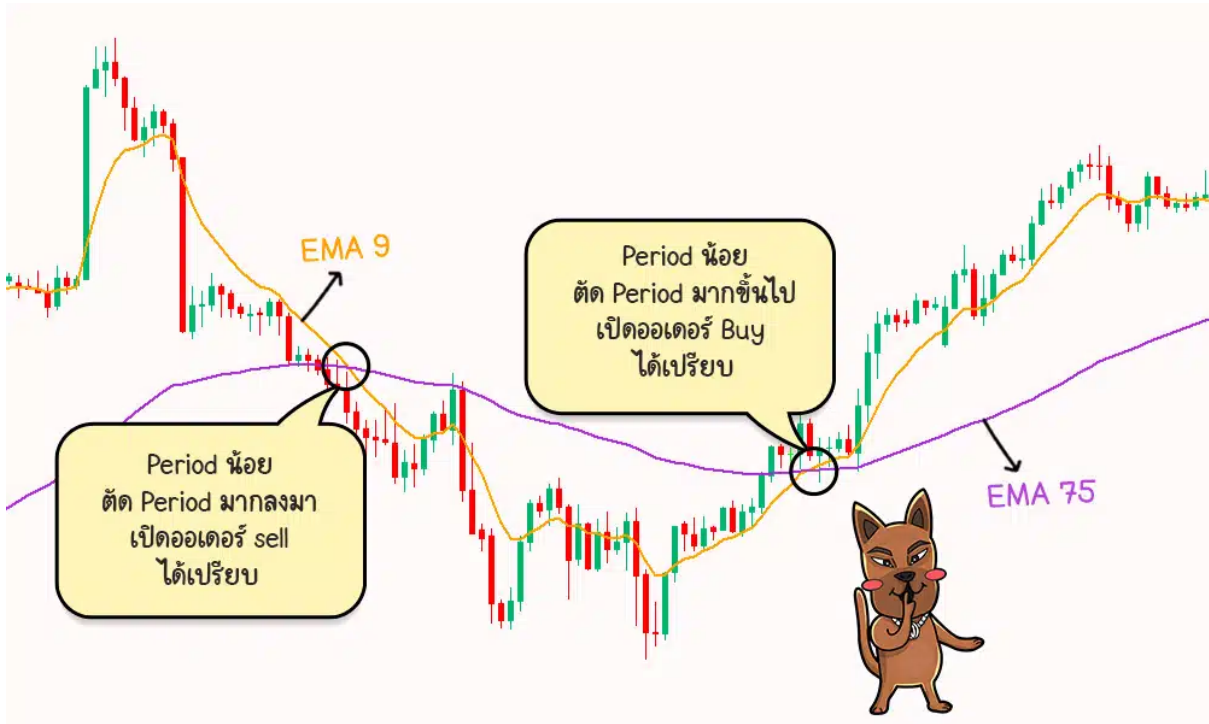 EMA 9
Period น้อย
ตัด Period มากขึ้นไป
เปิดออเดอร์ Buy
ได้เปรียบ
Period น้อย
ตัด Period มากลงมา
เปิดออเดอร์ sell
ได้เปรียบ
EMA 75